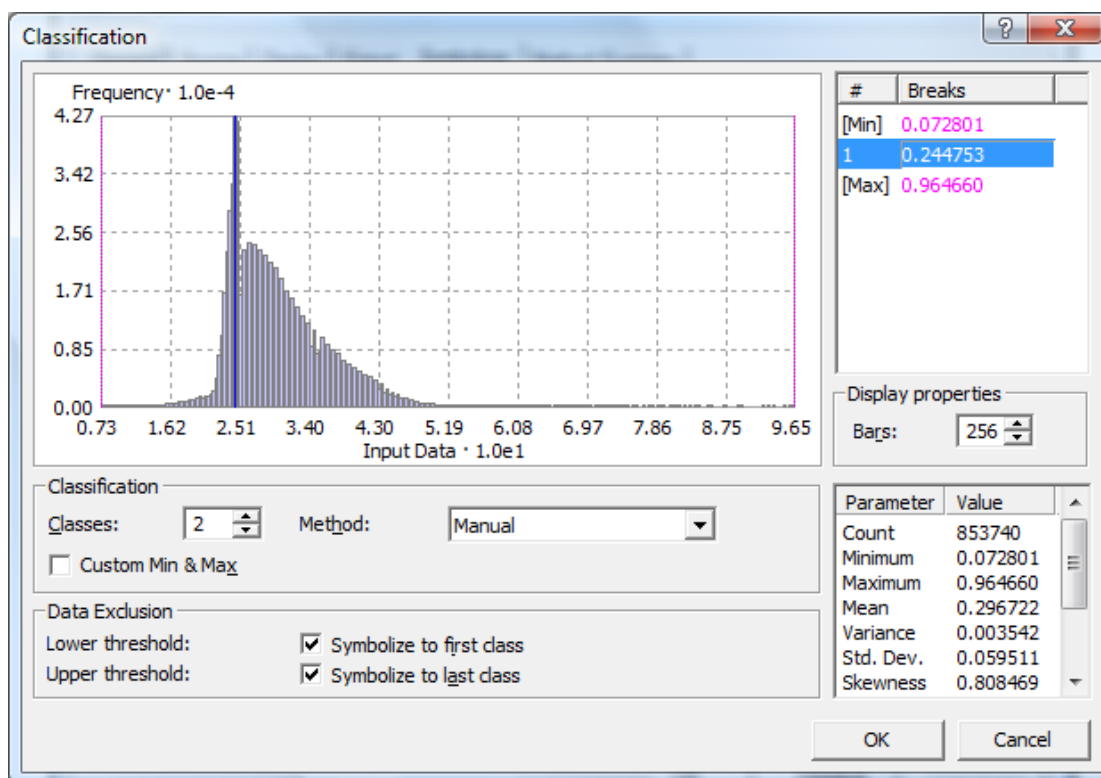 Classification
Frequency · 1.0e-4
4.27
3.42
2.56
1.71
0.85
0.00
0.73 1.62 2.51 3.40 4.30 5.19 6.08 6.97 7.86 8.75 9.65
Input Data · 1.0e1
# Breaks
[Min] 0.072801
1 0.244753
[Max] 0.964660
Display properties
Bars: 256
Classification
Classes: 2 Method: Manual
Custom Min & Max
Data Exclusion
Lower threshold: Symbolize to first class
Upper threshold: Symbolize to last class
Parameter Value
Count 853740
Minimum 0.072801
Maximum 0.964660
Mean 0.296722
Variance 0.003542
Std. Dev. 0.059511
Skewness 0.808469
OK Cancel